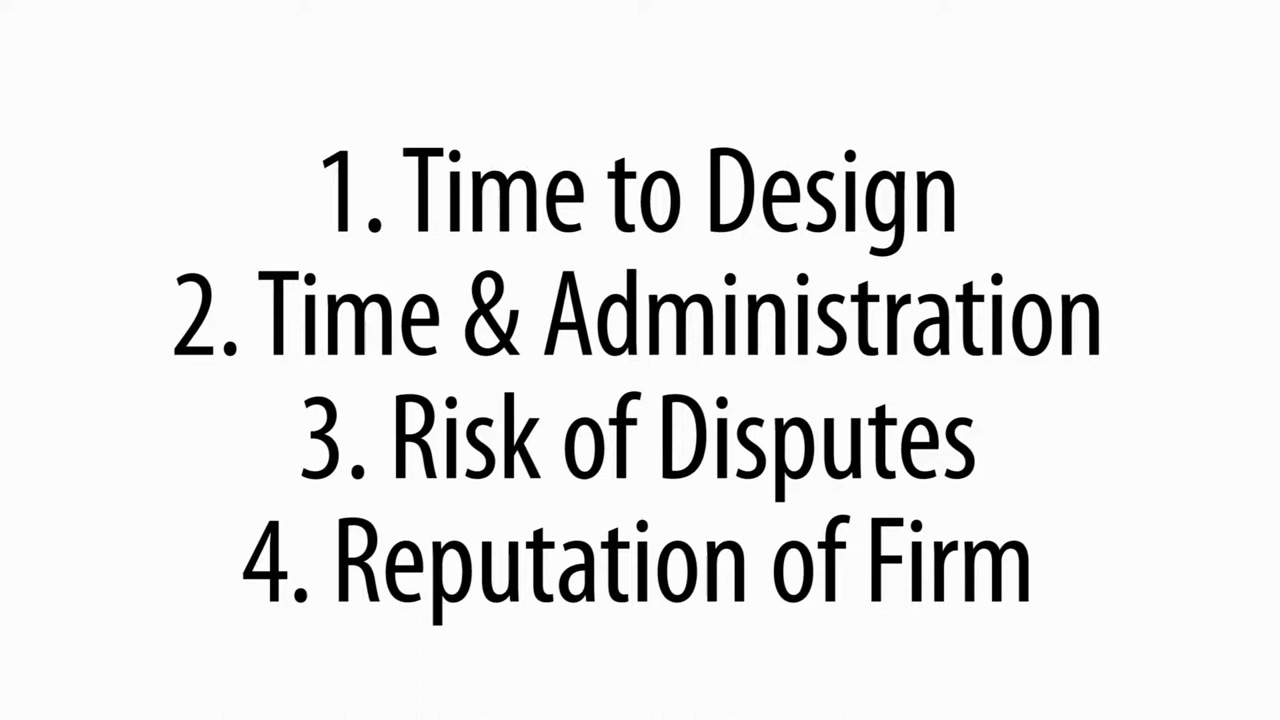 1. Time to Design
2. Time & Administration
3. Risk of Disputes
4. Reputation of Firm